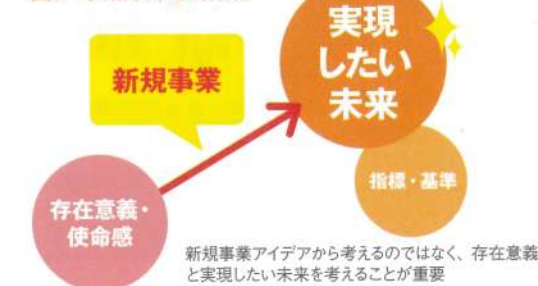 実現
したい
未来
新規事業
指標・基準
存在意義・
使命感
新規事業アイデアから考えるのではなく、存在意義
と実現したい未来を考えることが重要